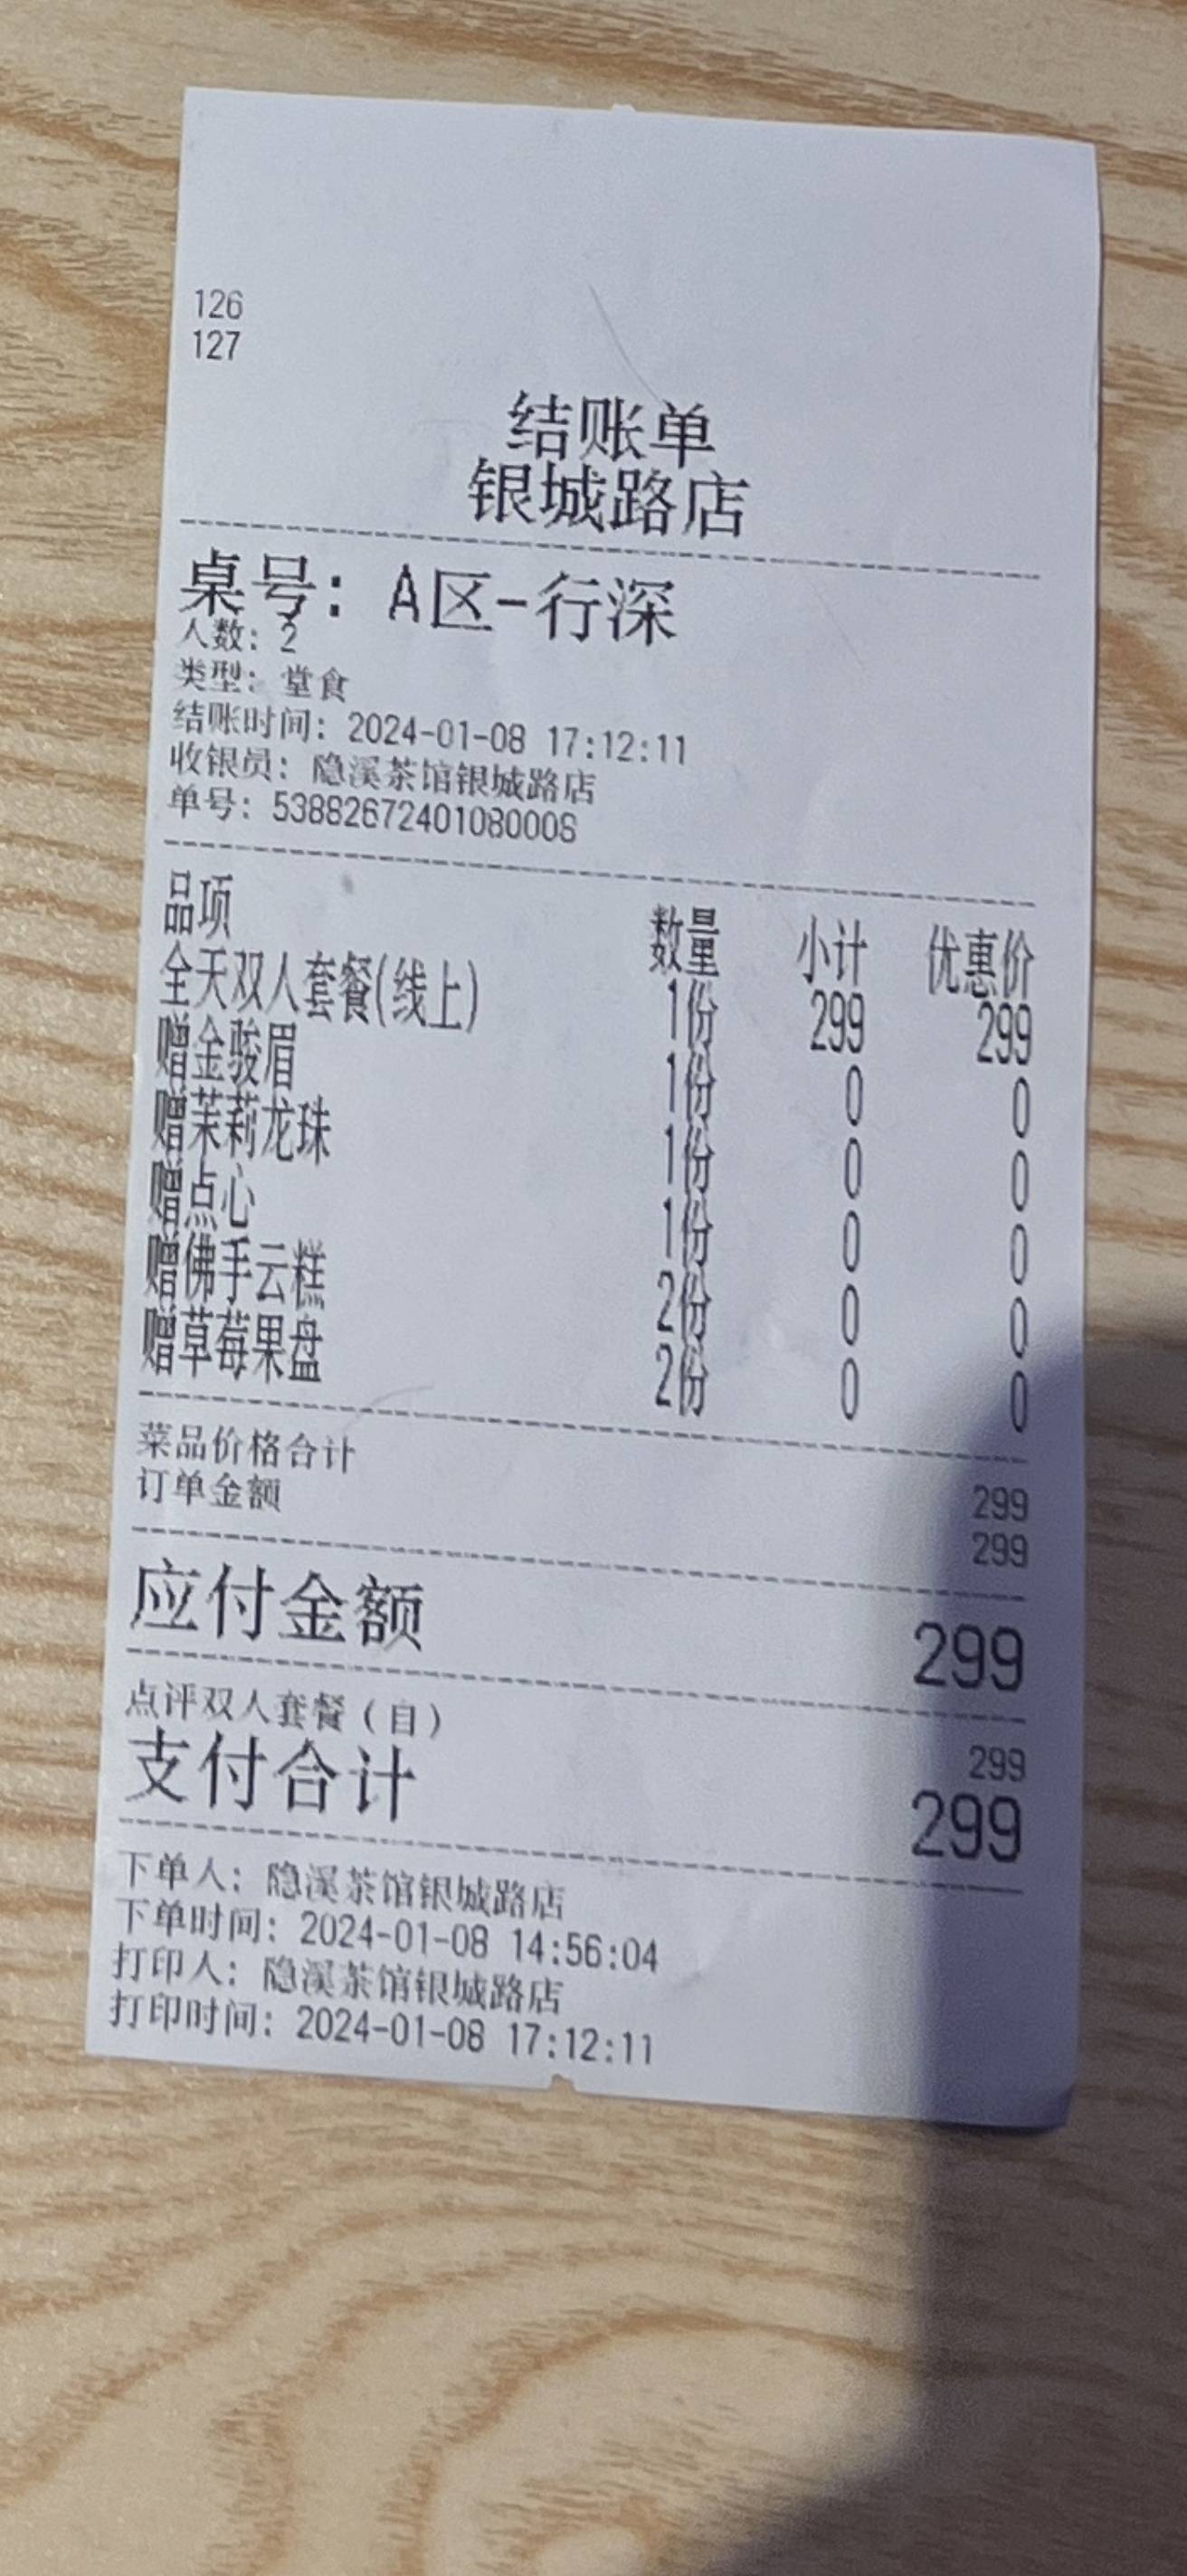 126
127
结账单
银城路店
桌号: A区-行深
人数: 2
类型: 堂食
结账时间: 2024-01-08 17:12:11
收银员: 隐溪茶馆银城路店
单号: 538826724010800​06
品项 数量 小计 优惠价
全天双人套餐(线上) 1份 299 299
赠金骏眉 1份 0 0
赠茉莉龙珠 1份 0 0
赠点心 1份 0 0
赠佛手云糕 2份 0 0
赠草莓果盘 2份 0 0
菜品价格合计 299
订单金额 299
应付金额 299
点评双人套餐(自) 299
支付合计 299
下单人: 隐溪茶馆银城路店
下单时间: 2024-01-08 14:56:04
打印人: 隐溪茶馆银城路店
打印时间: 2024-01-08 17:12:11